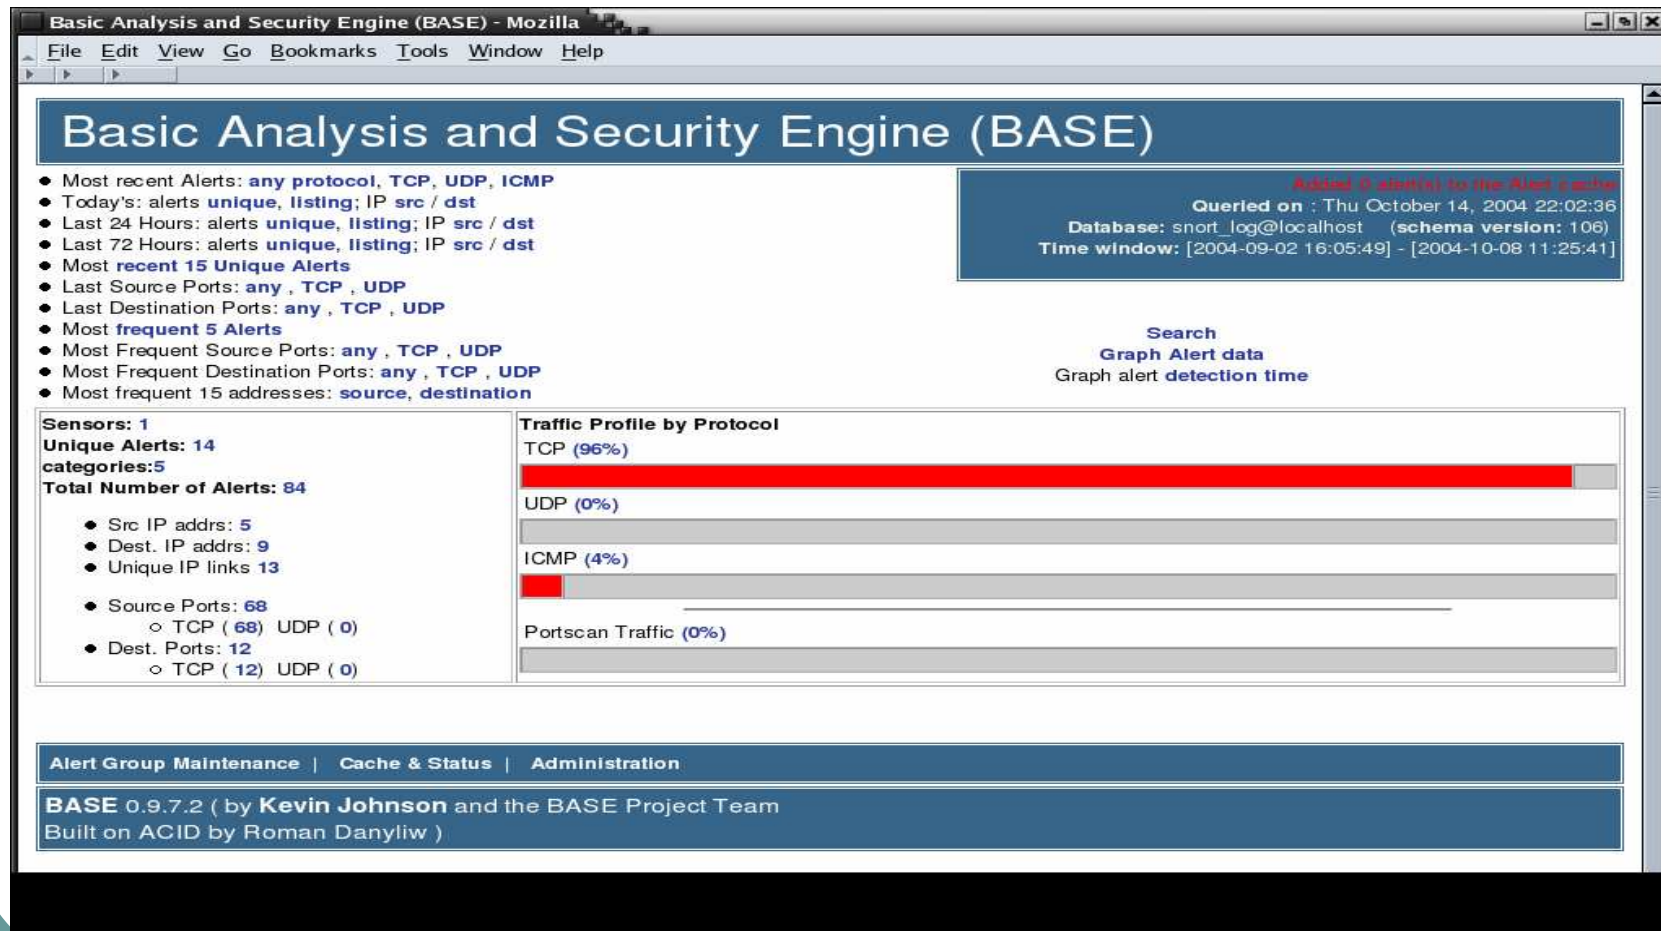 Basic Analysis and Security Engine (BASE) - Mozilla
File Edit View Go Bookmarks Tools Window Help
Basic Analysis and Security Engine (BASE)
Most recent Alerts: any protocol, TCP, UDP, ICMP
Today's: alerts unique, listing; IP src / dst
Last 24 Hours: alerts unique, listing; IP src / dst
Last 72 Hours: alerts unique, listing; IP src / dst
Most recent 15 Unique Alerts
Last Source Ports: any , TCP , UDP
Last Destination Ports: any , TCP , UDP
Most frequent 5 Alerts
Most Frequent Source Ports: any , TCP , UDP
Most Frequent Destination Ports: any , TCP , UDP
Most frequent 15 addresses: source, destination
Added 0 alert(s) to the Alert cache
Queried on : Thu October 14, 2004 22:02:36
Database: snort_log@localhost (schema version: 106)
Time window: [2004-09-02 16:05:49] - [2004-10-08 11:25:41]
Search
Graph Alert data
Graph alert detection time
Sensors: 1
Unique Alerts: 14
categories:5
Total Number of Alerts: 84
Src IP addrs: 5
Dest. IP addrs: 9
Unique IP links 13
Source Ports: 68
TCP ( 68) UDP ( 0)
Dest. Ports: 12
TCP ( 12) UDP ( 0)
Traffic Profile by Protocol
TCP (96%)
UDP (0%)
ICMP (4%)
Portscan Traffic (0%)
Alert Group Maintenance | Cache & Status | Administration
BASE 0.9.7.2 ( by Kevin Johnson and the BASE Project Team
Built on ACID by Roman Danyliw )